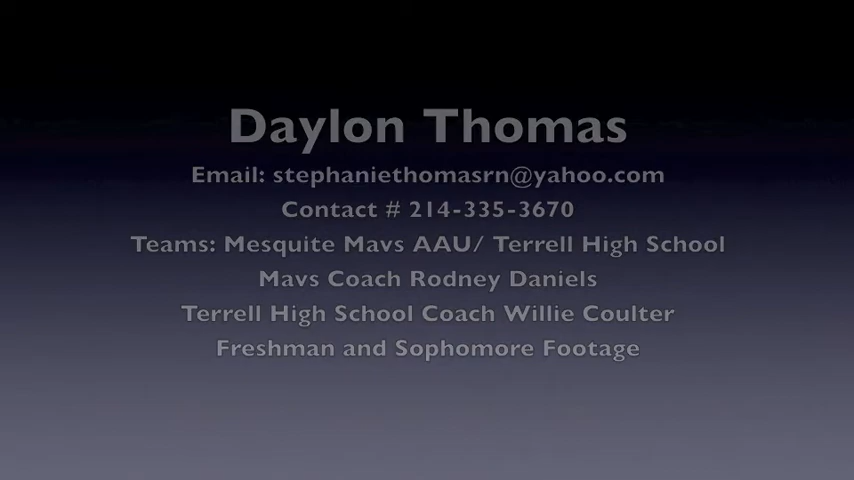 Daylon Thomas
Email: stephaniethomasrn@yahoo.com
Contact # 214-335-3670
Teams: Mesquite Mavs AAU/ Terrell High School
Mavs Coach Rodney Daniels
Terrell High School Coach Willie Coulter
Freshman and Sophomore Footage